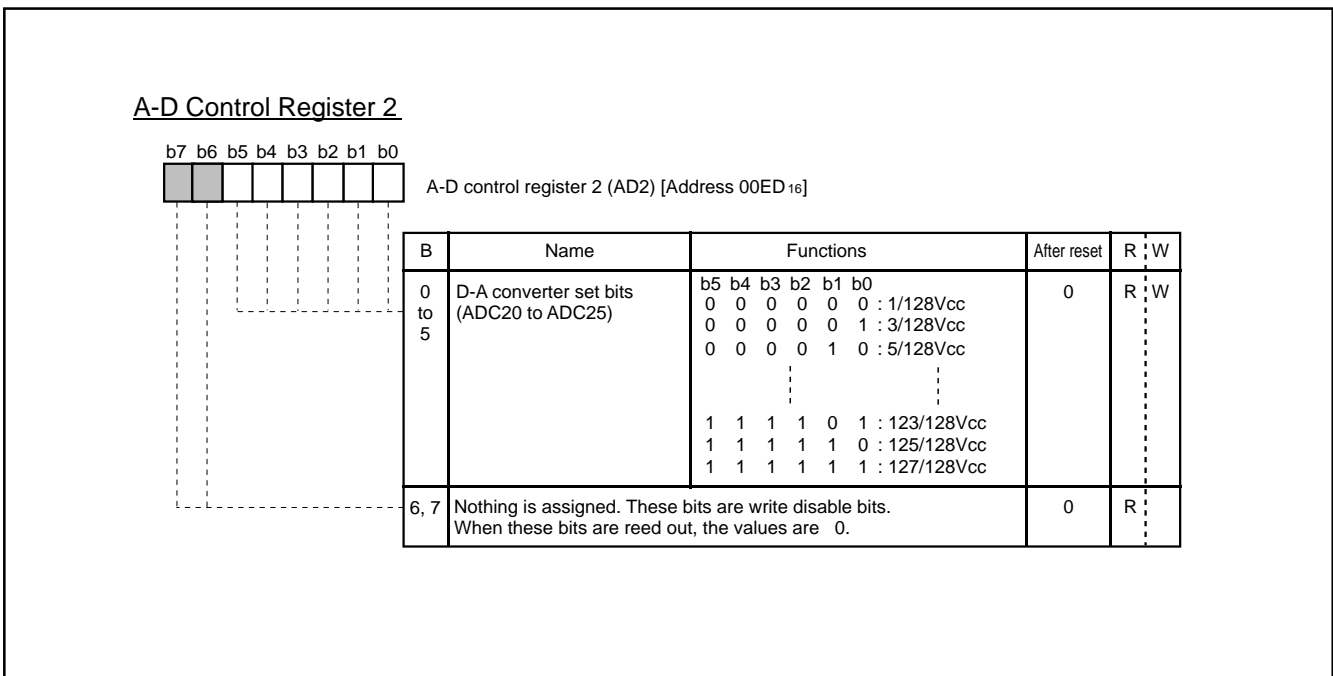 A-D Control Register 2
b7 b6 b5 b4 b3 b2 b1 b0
A-D control register 2 (AD2) [Address 00ED16]
B Name Functions After reset R W
0 to 5 D-A converter set bits (ADC20 to ADC25) 0 R W
b5 b4 b3 b2 b1 b0
0 0 0 0 0 0 : 1/128Vcc
0 0 0 0 0 1 : 3/128Vcc
0 0 0 0 1 0 : 5/128Vcc
1 1 1 1 0 1 : 123/128Vcc
1 1 1 1 1 0 : 125/128Vcc
1 1 1 1 1 1 : 127/128Vcc
6, 7 Nothing is assigned. These bits are write disable bits. 0 R
When these bits are reed out, the values are 0.